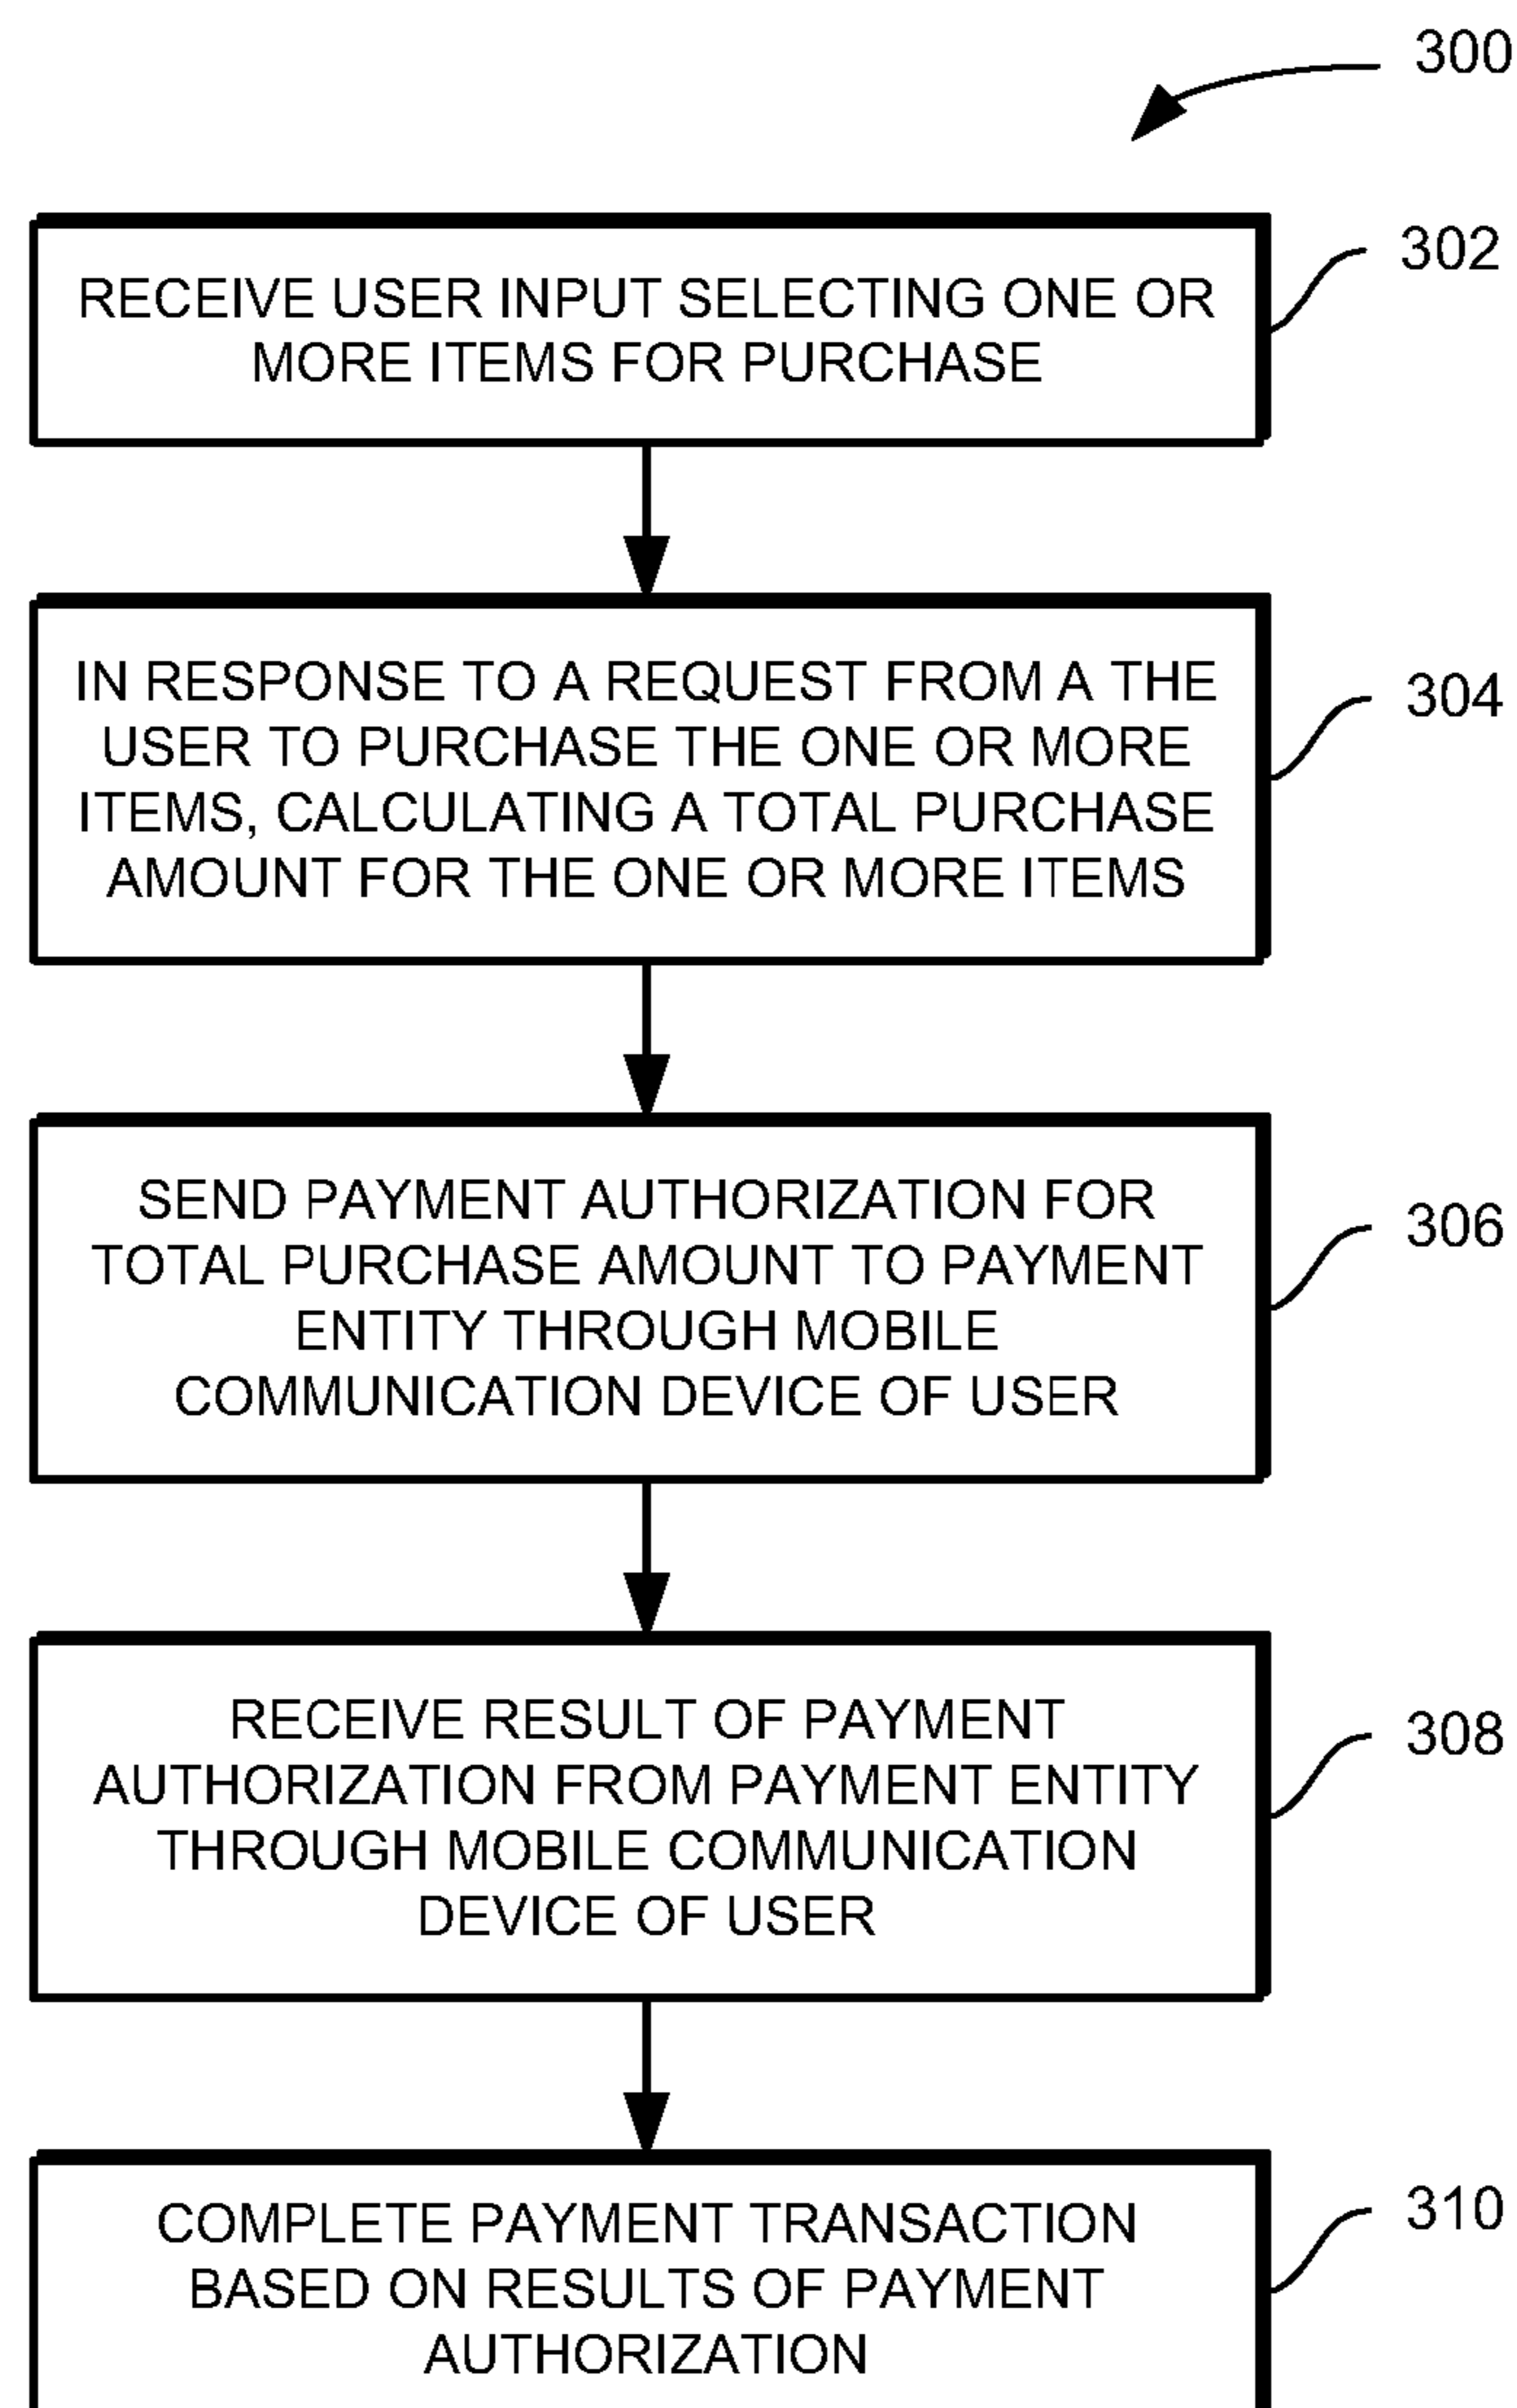 300
302
RECEIVE USER INPUT SELECTING ONE OR
MORE ITEMS FOR PURCHASE
304
IN RESPONSE TO A REQUEST FROM A THE
USER TO PURCHASE THE ONE OR MORE
ITEMS, CALCULATING A TOTAL PURCHASE
AMOUNT FOR THE ONE OR MORE ITEMS
306
SEND PAYMENT AUTHORIZATION FOR
TOTAL PURCHASE AMOUNT TO PAYMENT
ENTITY THROUGH MOBILE
COMMUNICATION DEVICE OF USER
308
RECEIVE RESULT OF PAYMENT
AUTHORIZATION FROM PAYMENT ENTITY
THROUGH MOBILE COMMUNICATION
DEVICE OF USER
310
COMPLETE PAYMENT TRANSACTION
BASED ON RESULTS OF PAYMENT
AUTHORIZATION